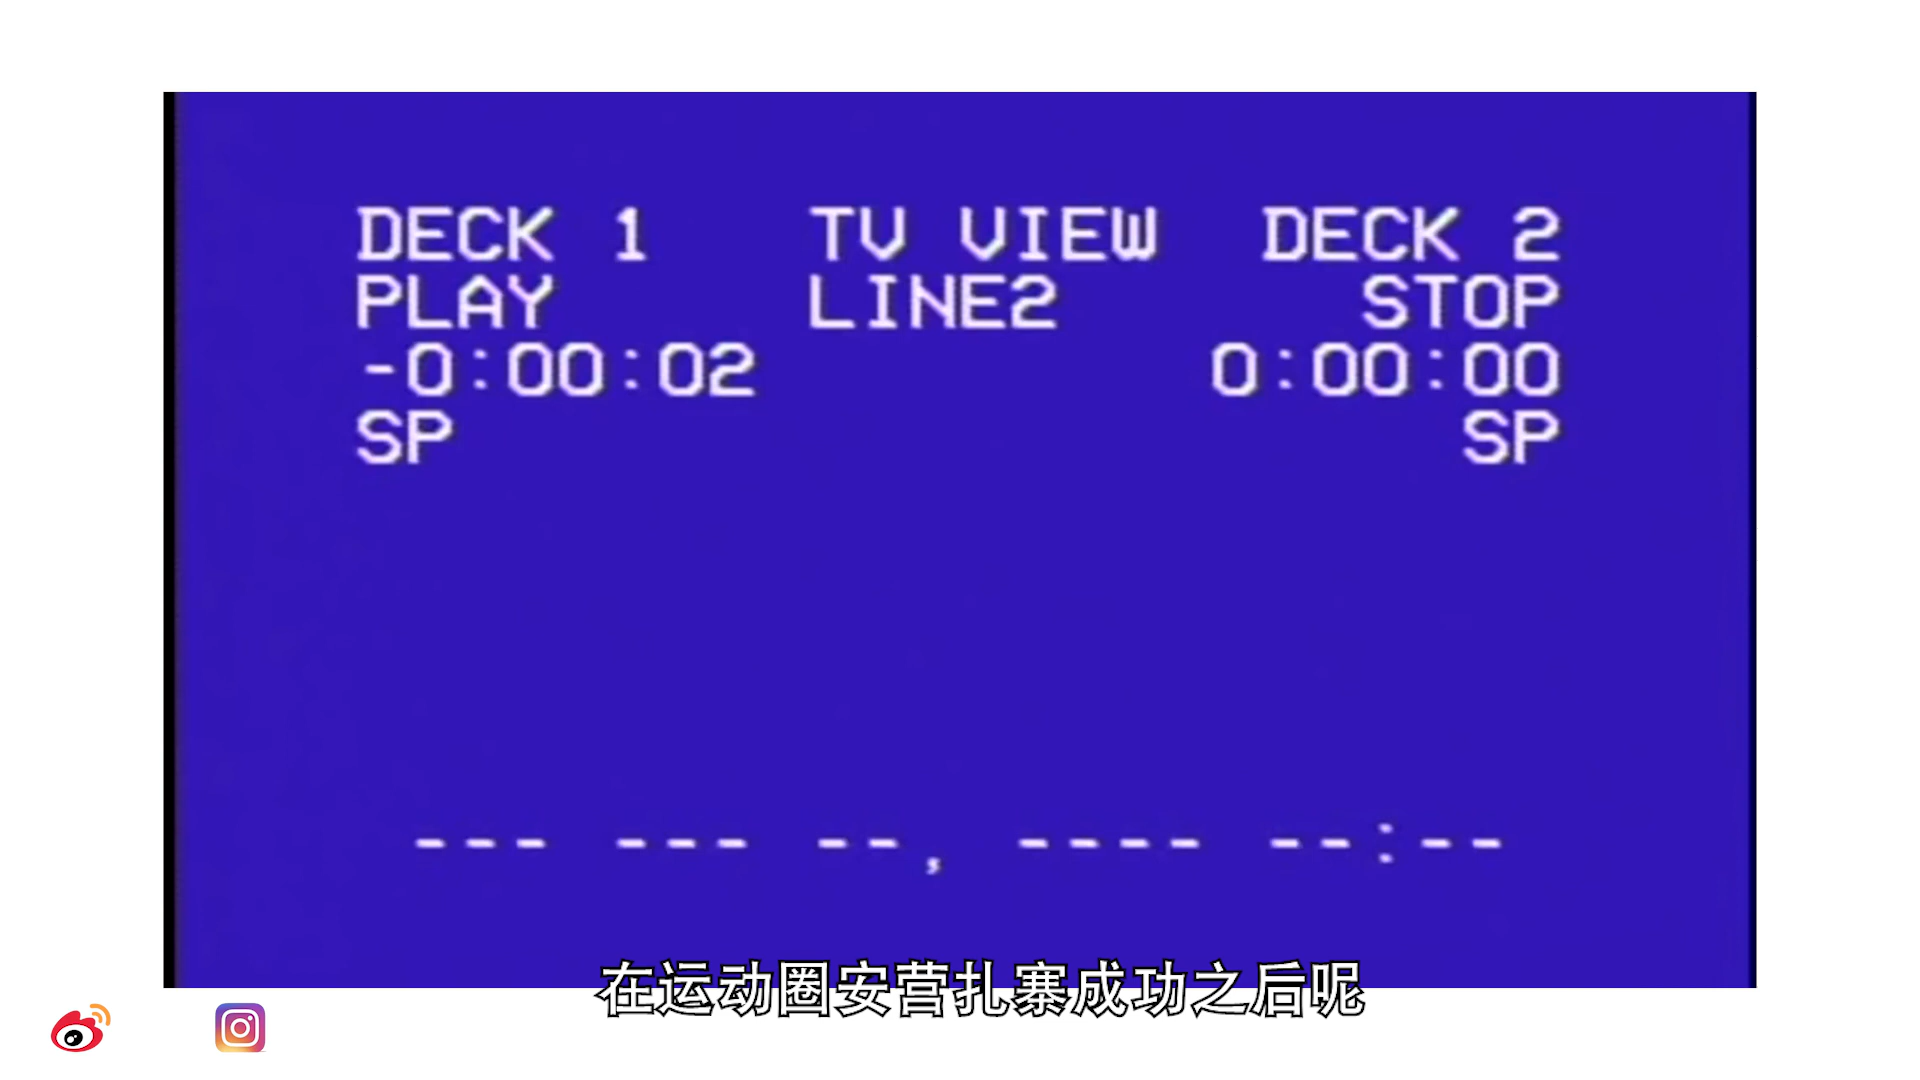 DECK 1 TV VIEW DECK 2
PLAY LINE2 STOP
-0:00:02 0:00:00
SP SP
--- --- --, ---- --:--
在运动圈安营扎寨成功之后呢